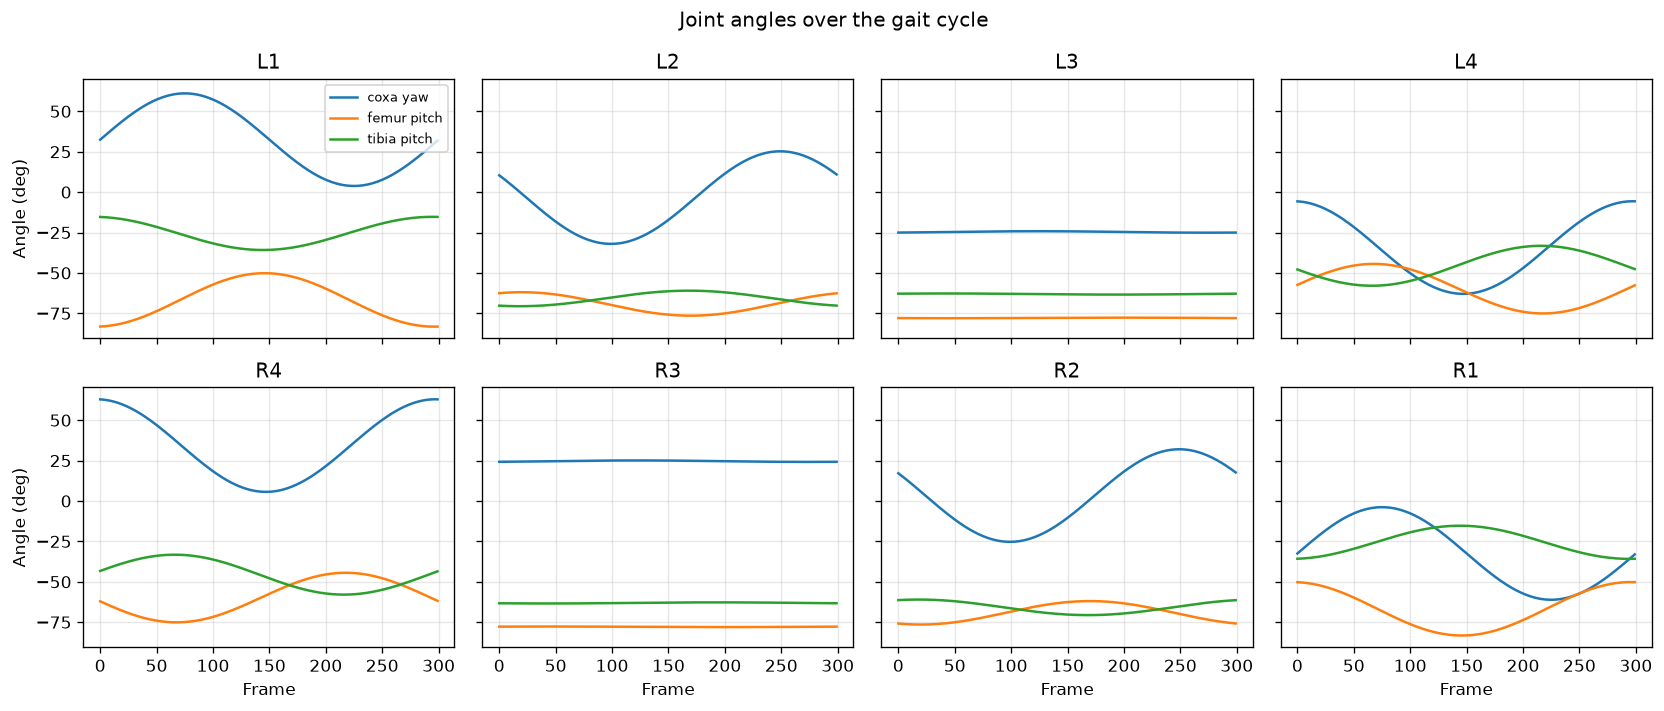 Joint angles over the gait cycle
L1
L2
L3
L4
coxa yaw
femur pitch
tibia pitch
50
25
0
−25
−50
−75
Angle (deg)
R4
R3
R2
R1
50
25
0
−25
−50
−75
Angle (deg)
0 50 100 150 200 250 300
0 50 100 150 200 250 300
0 50 100 150 200 250 300
0 50 100 150 200 250 300
Frame
Frame
Frame
Frame